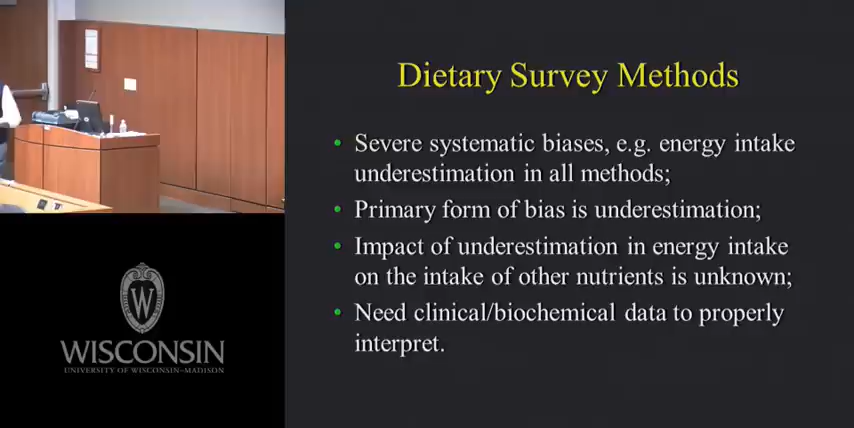 Dietary Survey Methods
• Severe systematic biases, e.g. energy intake
underestimation in all methods;
• Primary form of bias is underestimation;
• Impact of underestimation in energy intake
on the intake of other nutrients is unknown;
• Need clinical/biochemical data to properly
interpret.
W
WISCONSIN
UNIVERSITY OF WISCONSIN–MADISON